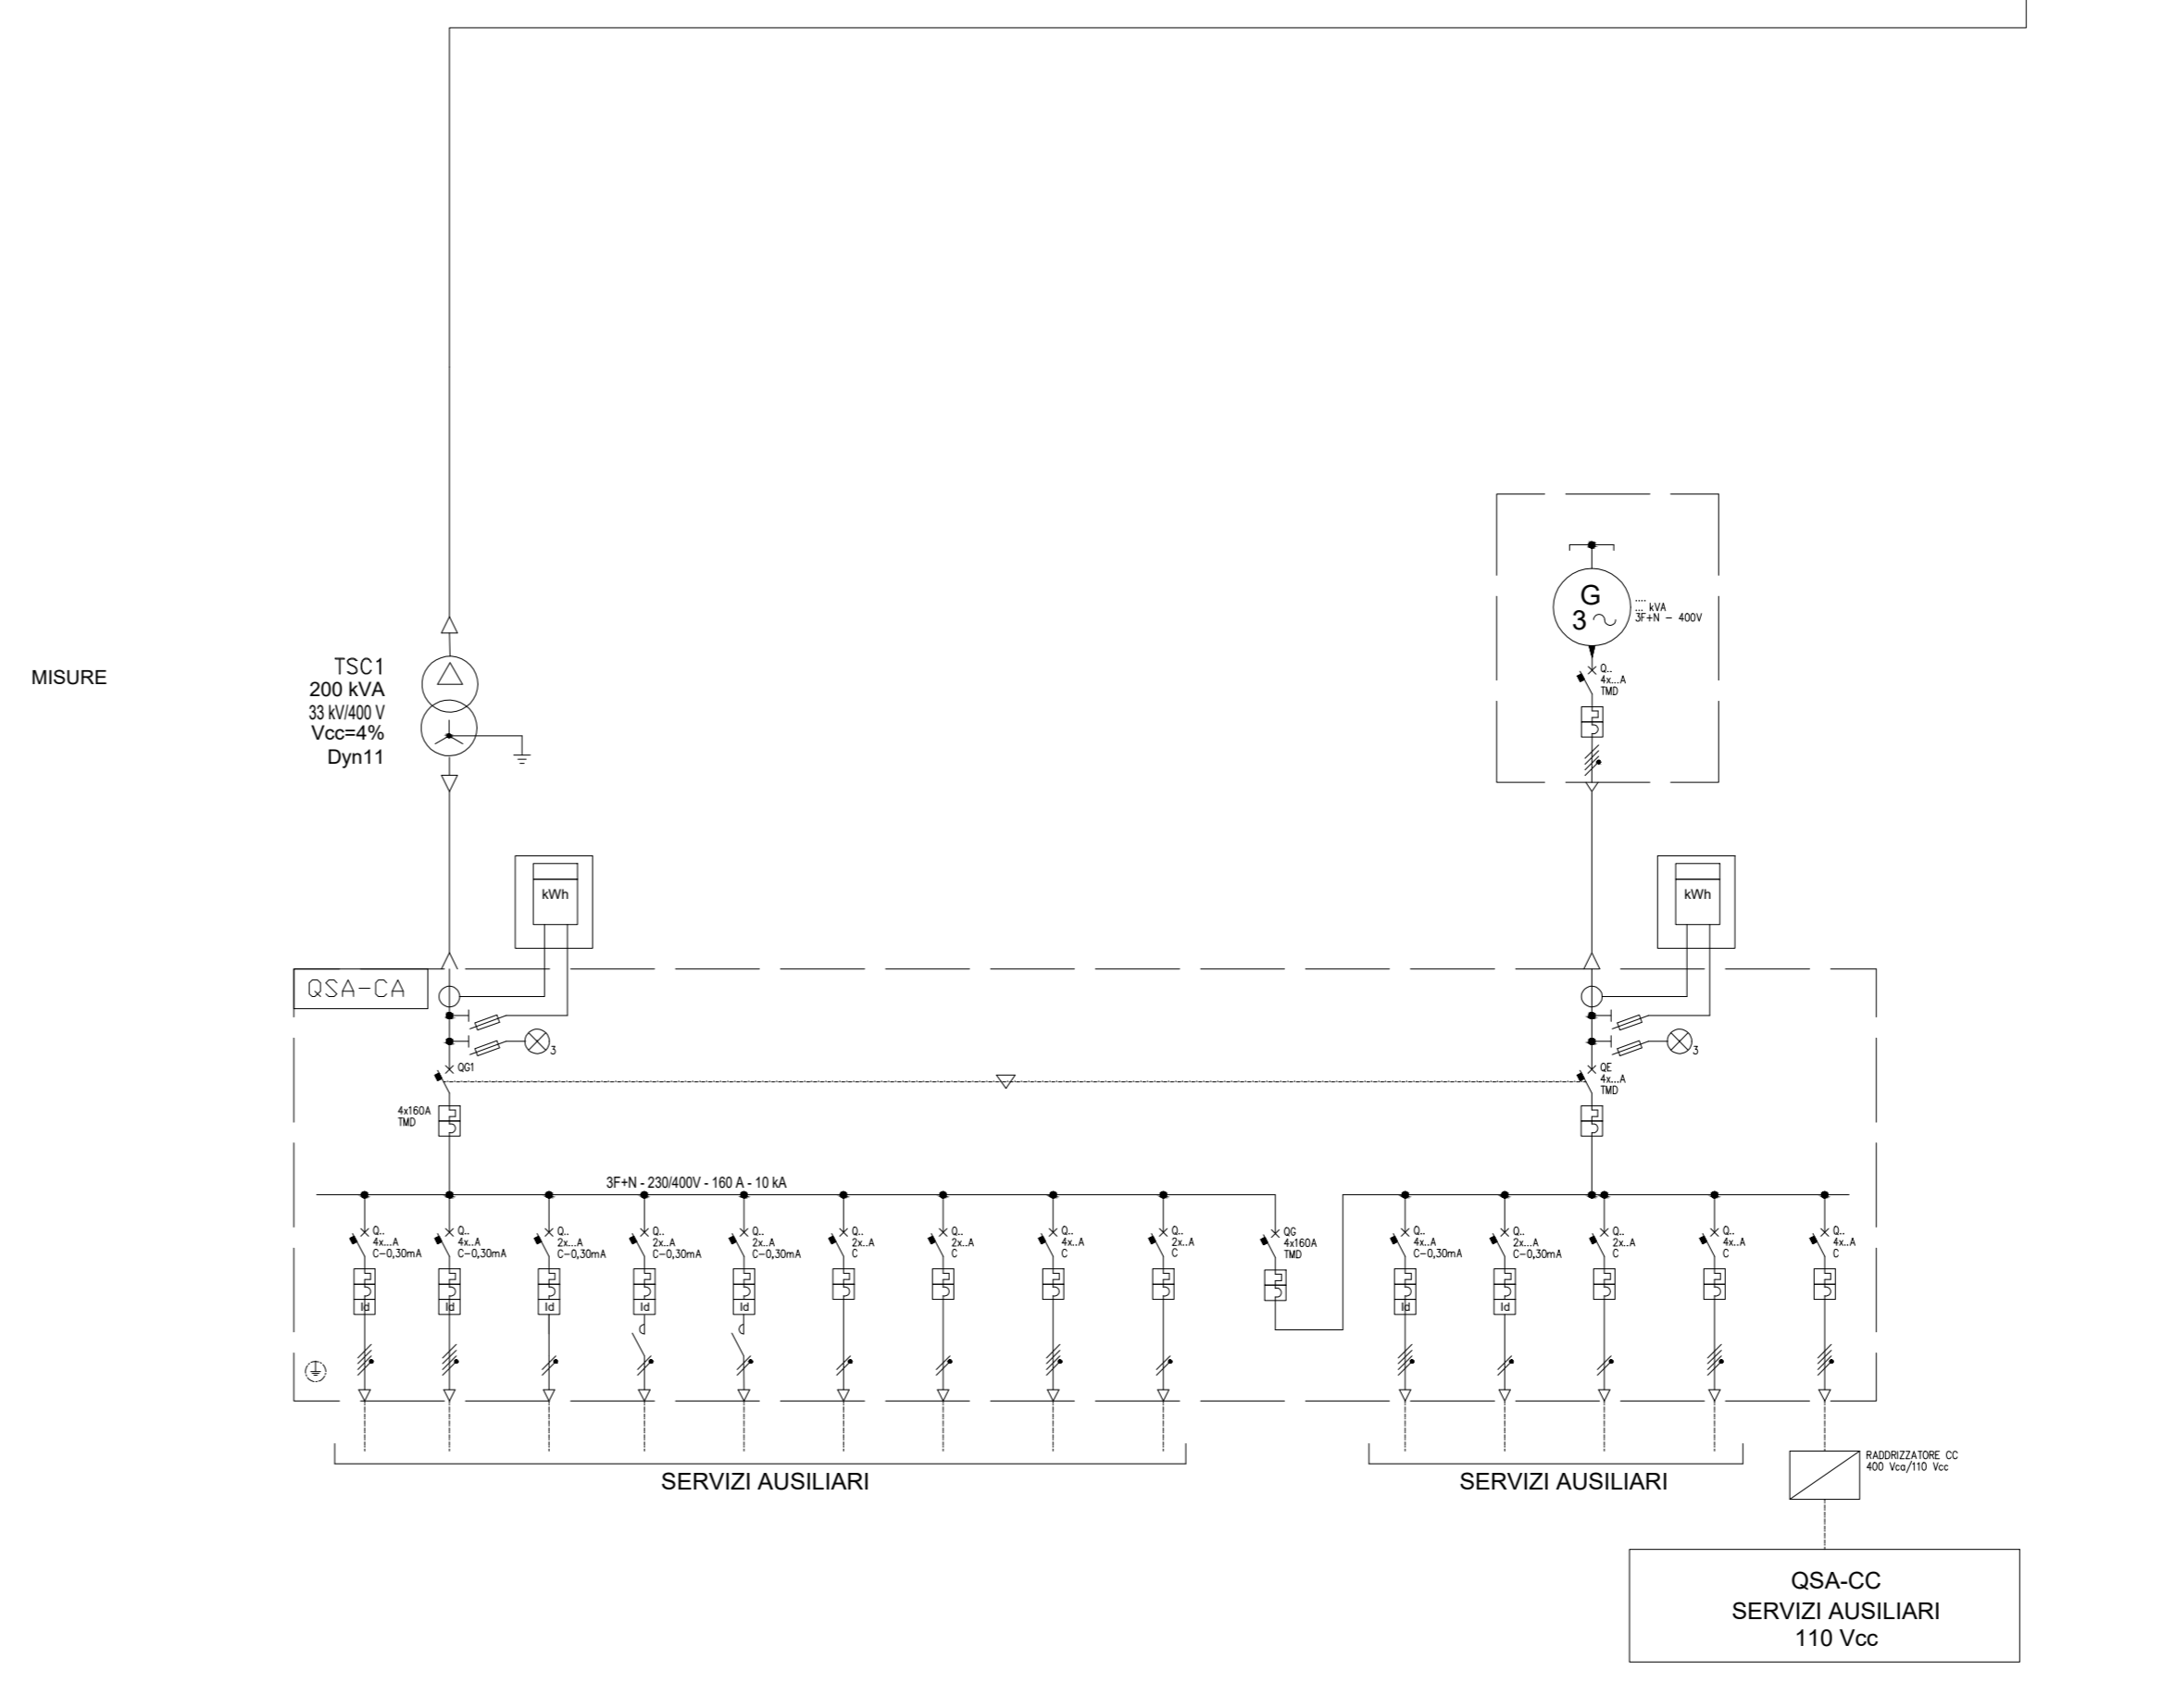 G
3
....
... kVA
3F+N - 400V
Q..
4x...A
TMD
MISURE
TSC1
200 kVA
33 kV/400 V
Vcc=4%
Dyn11
kWh
kWh
QSA-CA
3
3
QG1
QE
4x...A
TMD
4x160A
TMD
3F+N - 230/400V - 160 A - 10 kA
Q..
4x...A
C-0,30mA
Id
Q..
4x..A
C-0,30mA
Id
Q..
2x...A
C-0,30mA
Id
Q..
2x...A
C-0,30mA
Id
Q..
2x...A
C-0,30mA
Id
Q..
2x..A
C
Q..
2x..A
C
Q..
4x..A
C
Q..
2x..A
C
QG
4x160A
TMD
Q..
4x...A
C-0,30mA
Id
Q..
2x...A
C-0,30mA
Id
Q..
2x..A
C
Q..
4x..A
C
Q..
4x..A
C
SERVIZI AUSILIARI
SERVIZI AUSILIARI
RADDRIZZATORE CC
400 Vca/110 Vcc
QSA-CC
SERVIZI AUSILIARI
110 Vcc